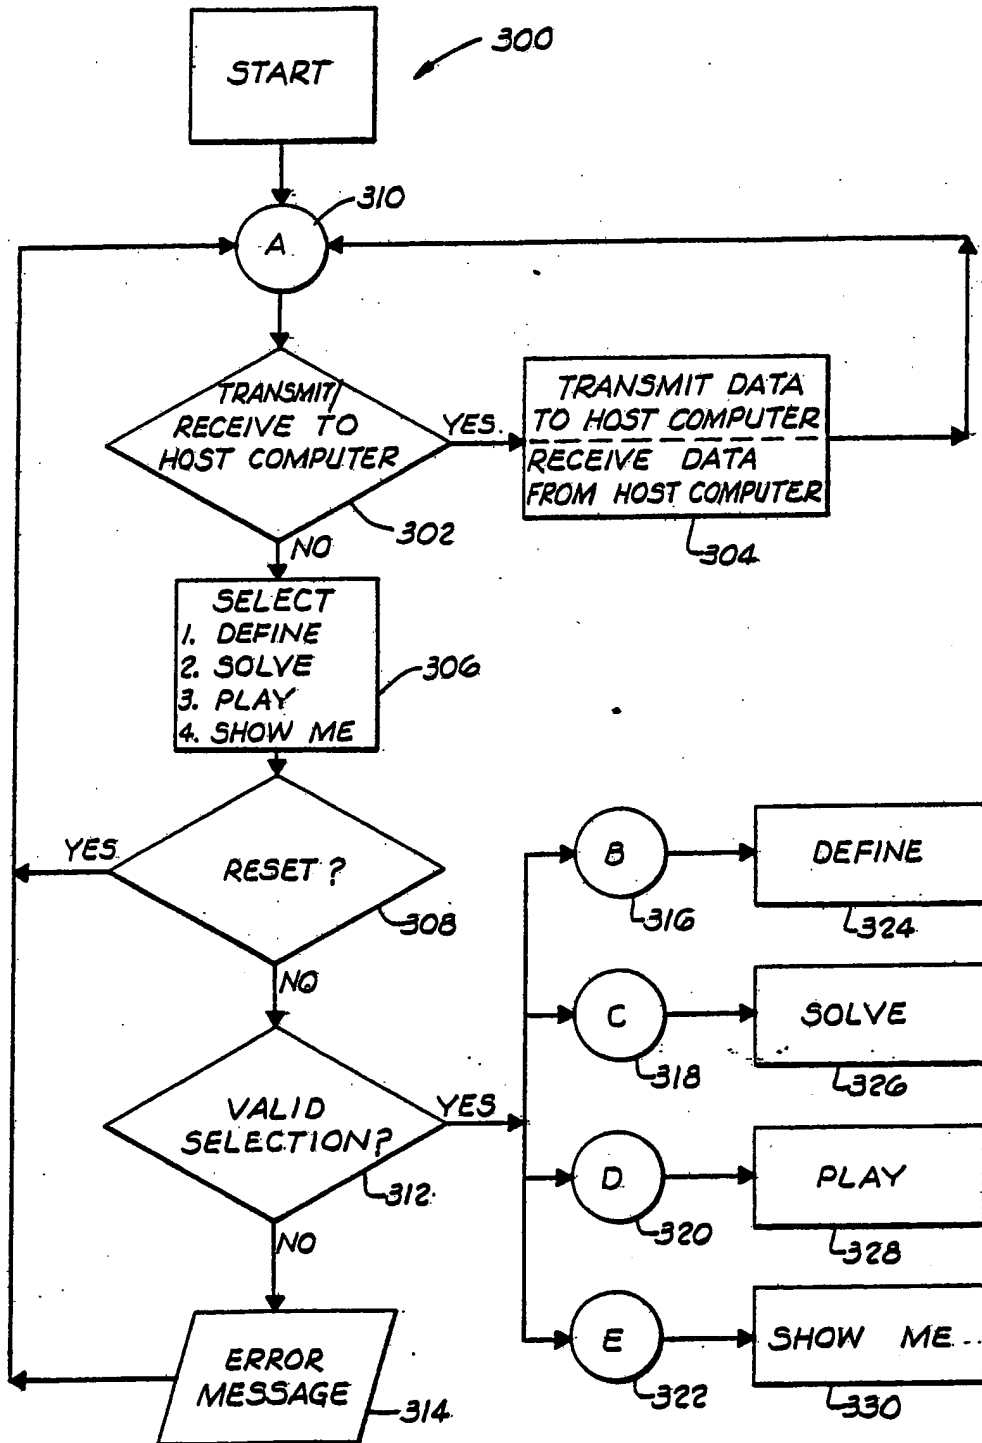 START
300
310
A
TRANSMIT/
RECEIVE TO
HOST COMPUTER
YES.
TRANSMIT DATA
TO HOST COMPUTER
RECEIVE DATA
FROM HOST COMPUTER
302
304
NO
SELECT
1. DEFINE
2. SOLVE
3. PLAY
4. SHOW ME
306
YES
RESET?
308
NO
VALID
SELECTION?
YES
312
NO
ERROR
MESSAGE
314
B
316
DEFINE
324
C
318
SOLVE
326
D
320
PLAY
328
E
322
SHOW ME
330